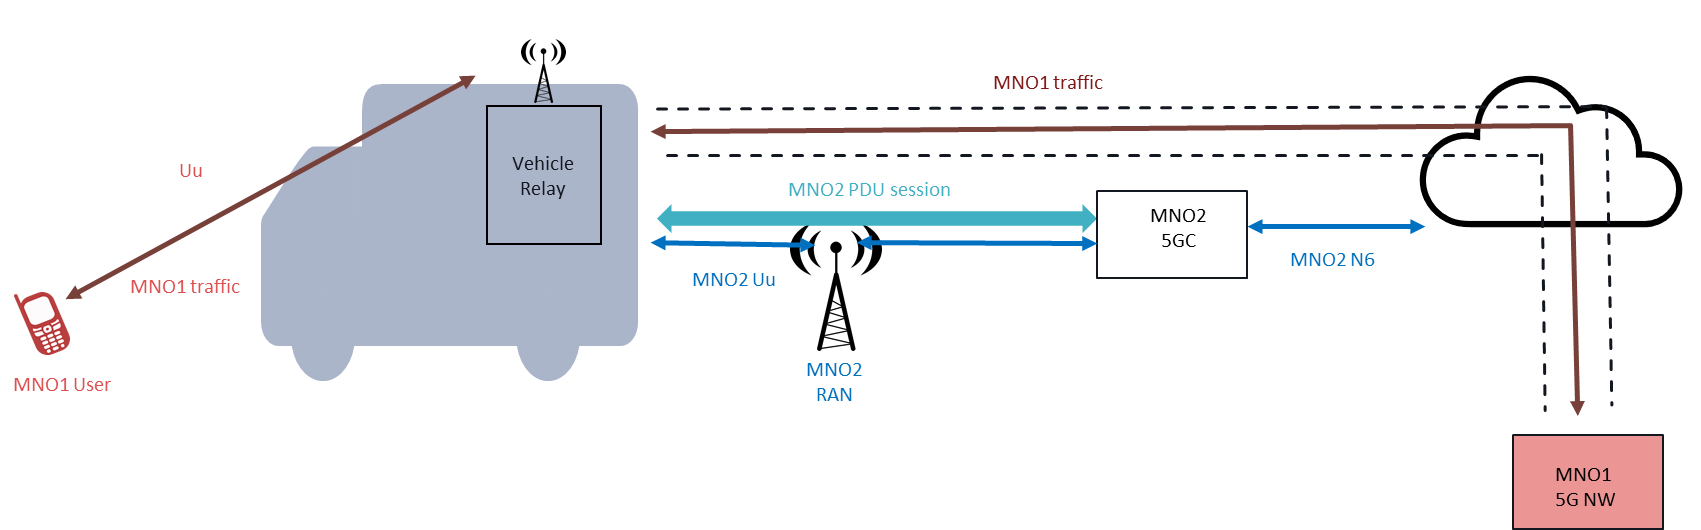 MNO1 traffic
Uu
Vehicle
Relay
MNO2 PDU session
MNO2
5GC
MNO2 N6
MNO2 Uu
MNO1 traffic
MNO2
RAN
MNO1 User
MNO1
5G NW